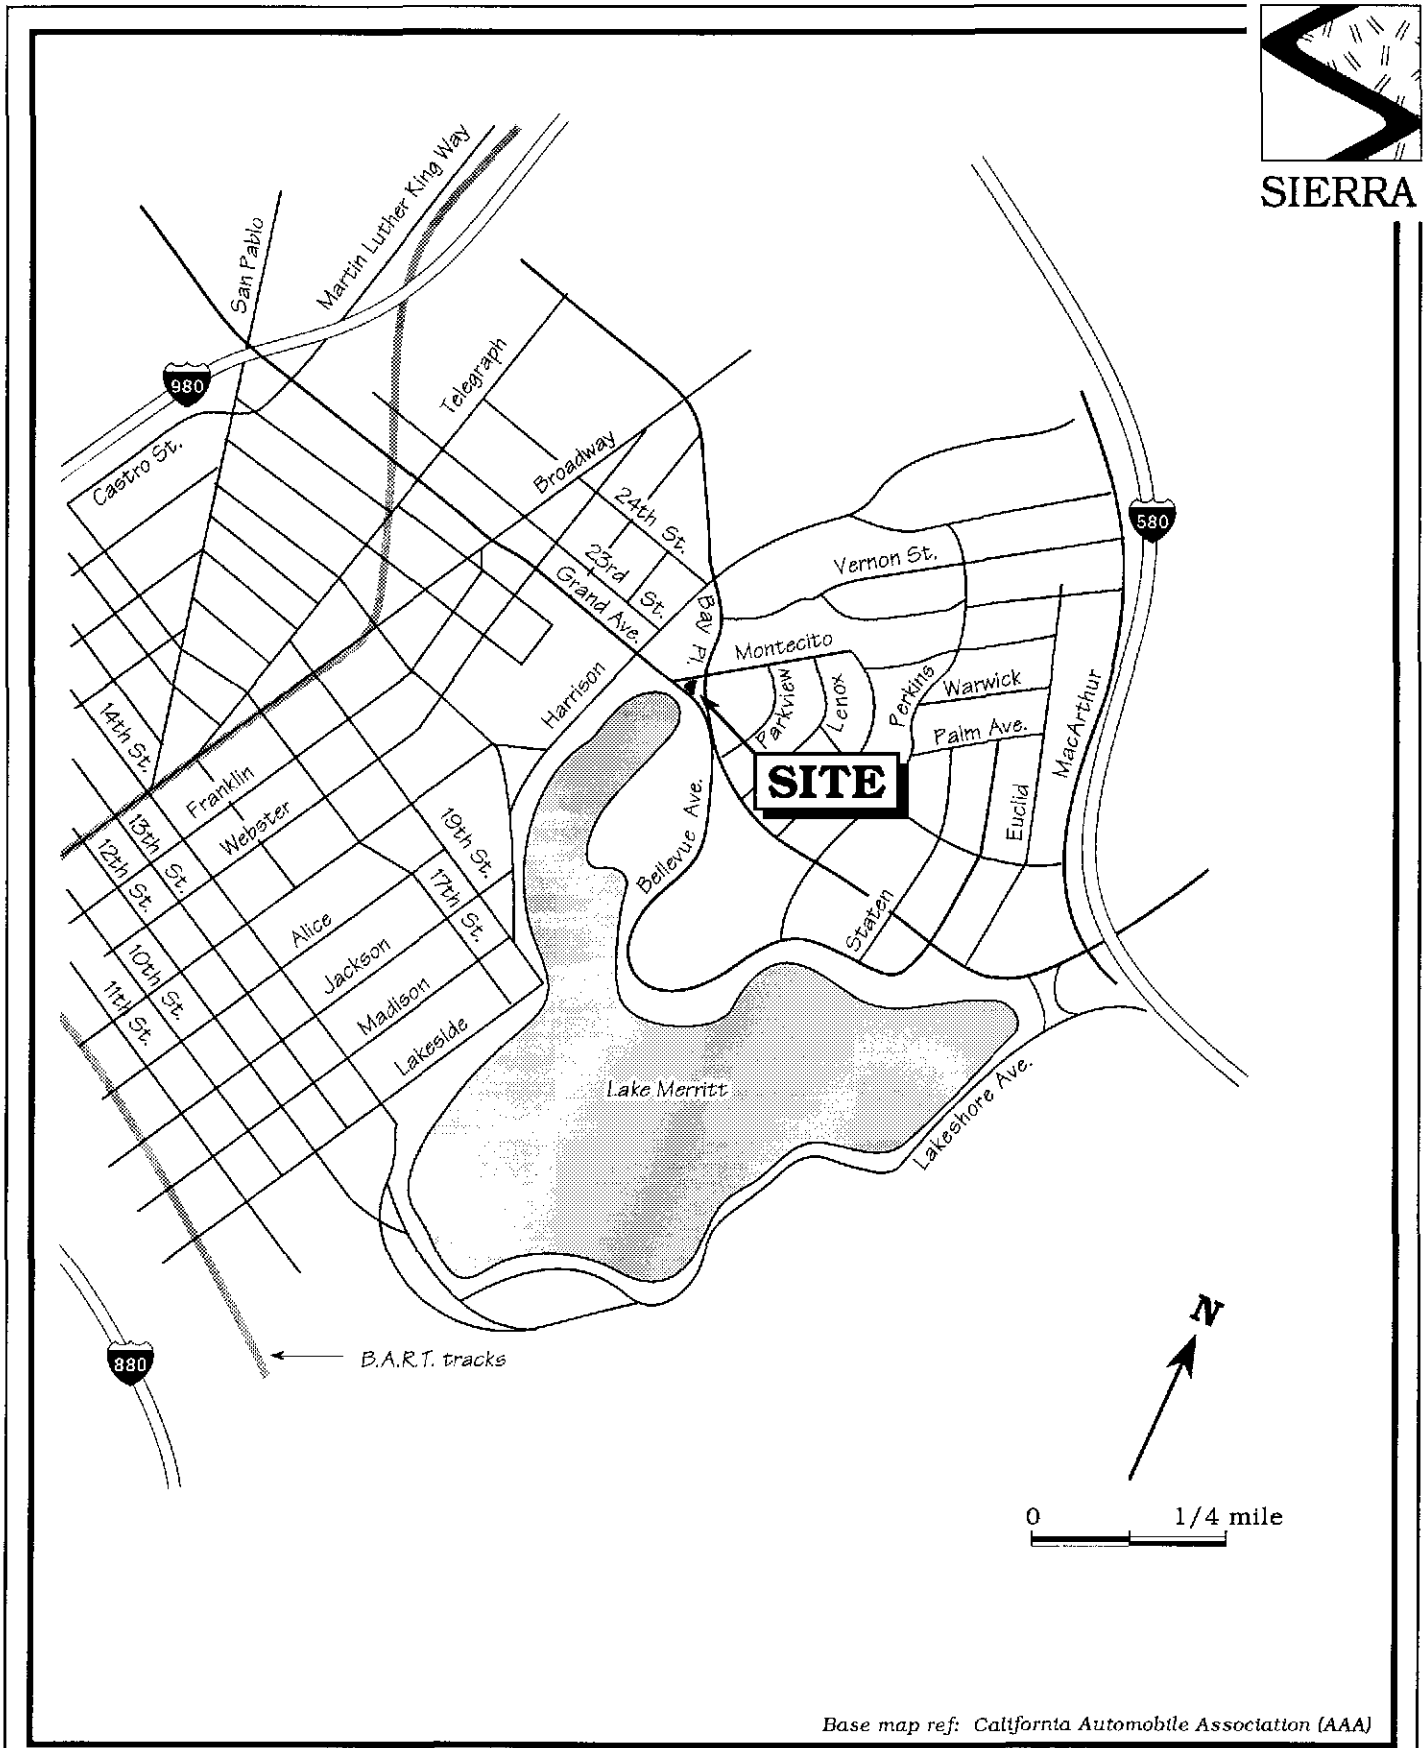 SIERRA
San Pablo
Martin Luther King Way
980
Telegraph
Castro St.
Broadway
24th St.
23rd St.
Grand Ave.
580
Vernon St.
Bay Pl.
Montecito
Harrison
Parkview
Lenox
Perkins
Warwick
Palm Ave.
MacArthur
14th St.
SITE
Franklin
Webster
Bellevue Ave.
Euclid
13th St.
12th St.
19th St.
17th St.
Alice
Staten
Jackson
10th St.
11th St.
Madison
Lakeside
Lake Merritt
Lakeshore Ave.
N
880
B.A.R.T. tracks
0 1/4 mile
Base map ref: California Automobile Association (AAA)